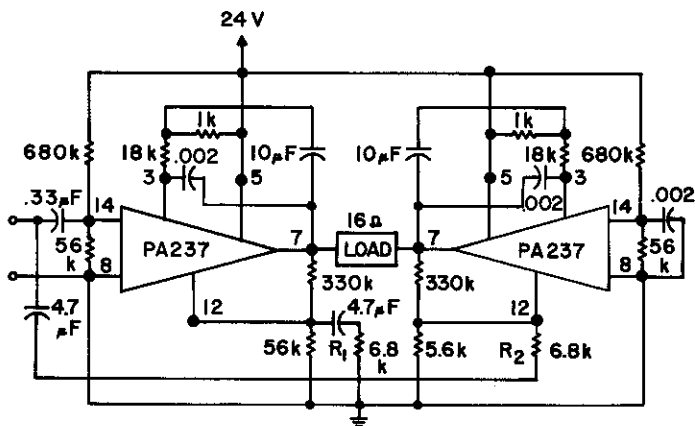 24 V
1k
1k
680k
18k
.002
10μF
10μF
18k
680k
3
5
5
3
.002
.002
.33μF
14
16Ω
14
56
k
PA237
7
LOAD
7
PA237
56
k
8
8
330k
330k
4.7
μF
12
4.7μF
12
56k
R1
6.8
k
5.6k
R2
6.8k